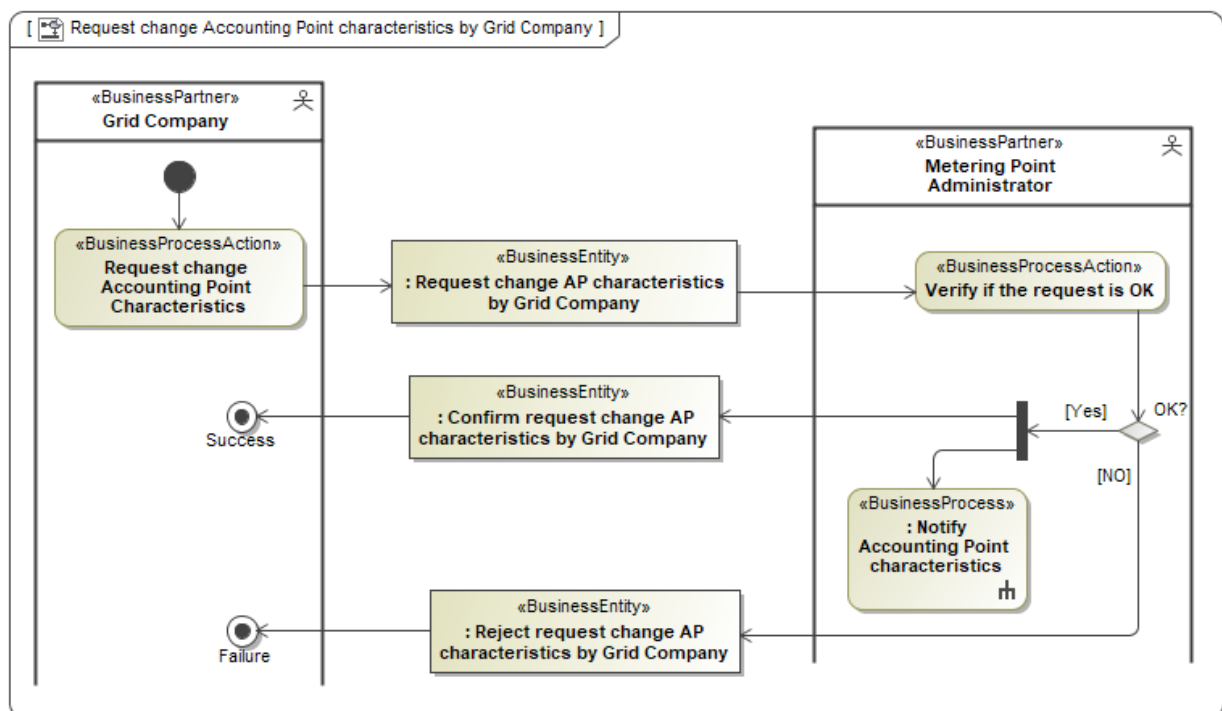 [ Request change Accounting Point characteristics by Grid Company ]
«BusinessPartner»
Grid Company
«BusinessPartner»
Metering Point
Administrator
«BusinessProcessAction»
Request change
Accounting Point
Characteristics
«BusinessEntity»
: Request change AP characteristics
by Grid Company
«BusinessProcessAction»
Verify if the request is OK
«BusinessEntity»
: Confirm request change AP
characteristics by Grid Company
Success
[Yes]
OK?
[NO]
«BusinessProcess»
: Notify
Accounting Point
characteristics
«BusinessEntity»
: Reject request change AP
characteristics by Grid Company
Failure